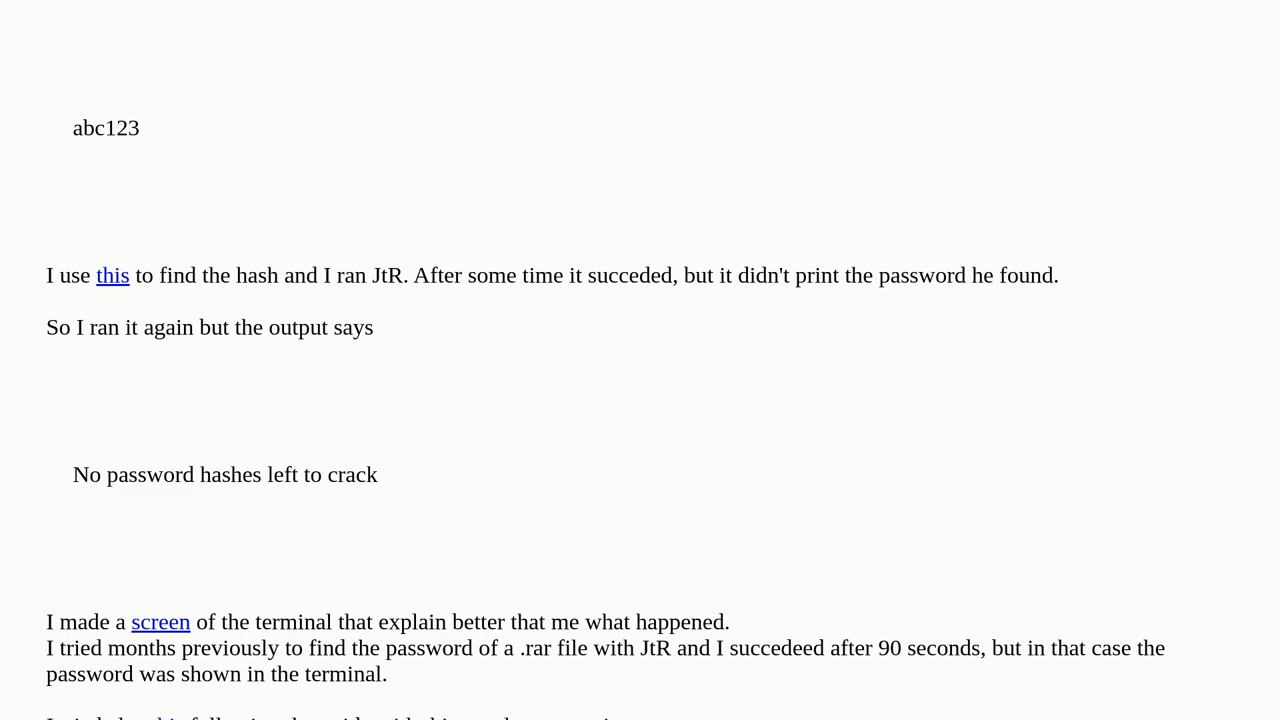 abc123
I use this to find the hash and I ran JtR. After some time it succeded, but it didn't print the password he found.
So I ran it again but the output says
No password hashes left to crack
I made a screen of the terminal that explain better that me what happened.
I tried months previously to find the password of a .rar file with JtR and I succedeed after 90 seconds, but in that case the
password was shown in the terminal.